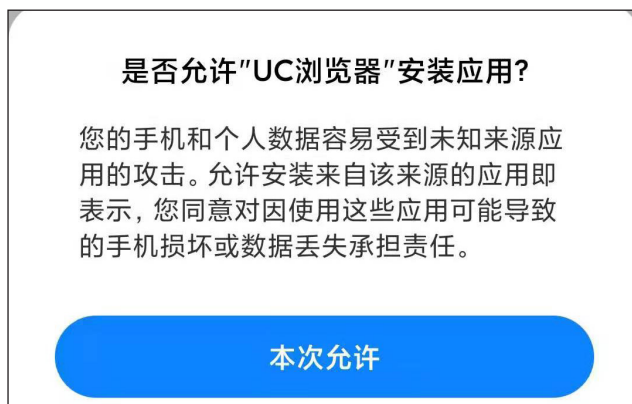 是否允许"UC浏览器"安装应用?
您的手机和个人数据容易受到未知来源应
用的攻击。允许安装来自该来源的应用即
表示，您同意对因使用这些应用可能导致
的手机损坏或数据丢失承担责任。
本次允许